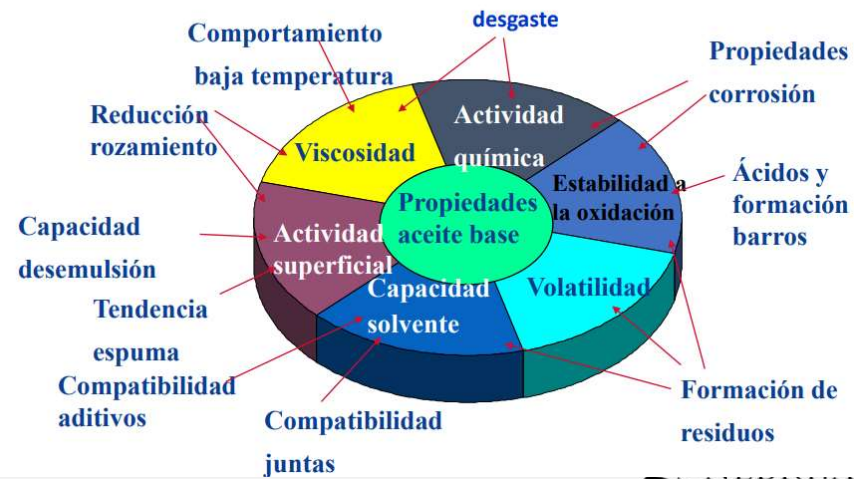 desgaste
Comportamiento
baja temperatura
Propiedades
corrosión
Reducción
rozamiento
Actividad
química
Viscosidad
Estabilidad a
la oxidación
Ácidos y
formación
barros
Propiedades
aceite base
Capacidad
desemulsión
Actividad
superficial
Capacidad
solvente
Volatilidad
Tendencia
espuma
Compatibilidad
aditivos
Compatibilidad
juntas
Formación de
residuos